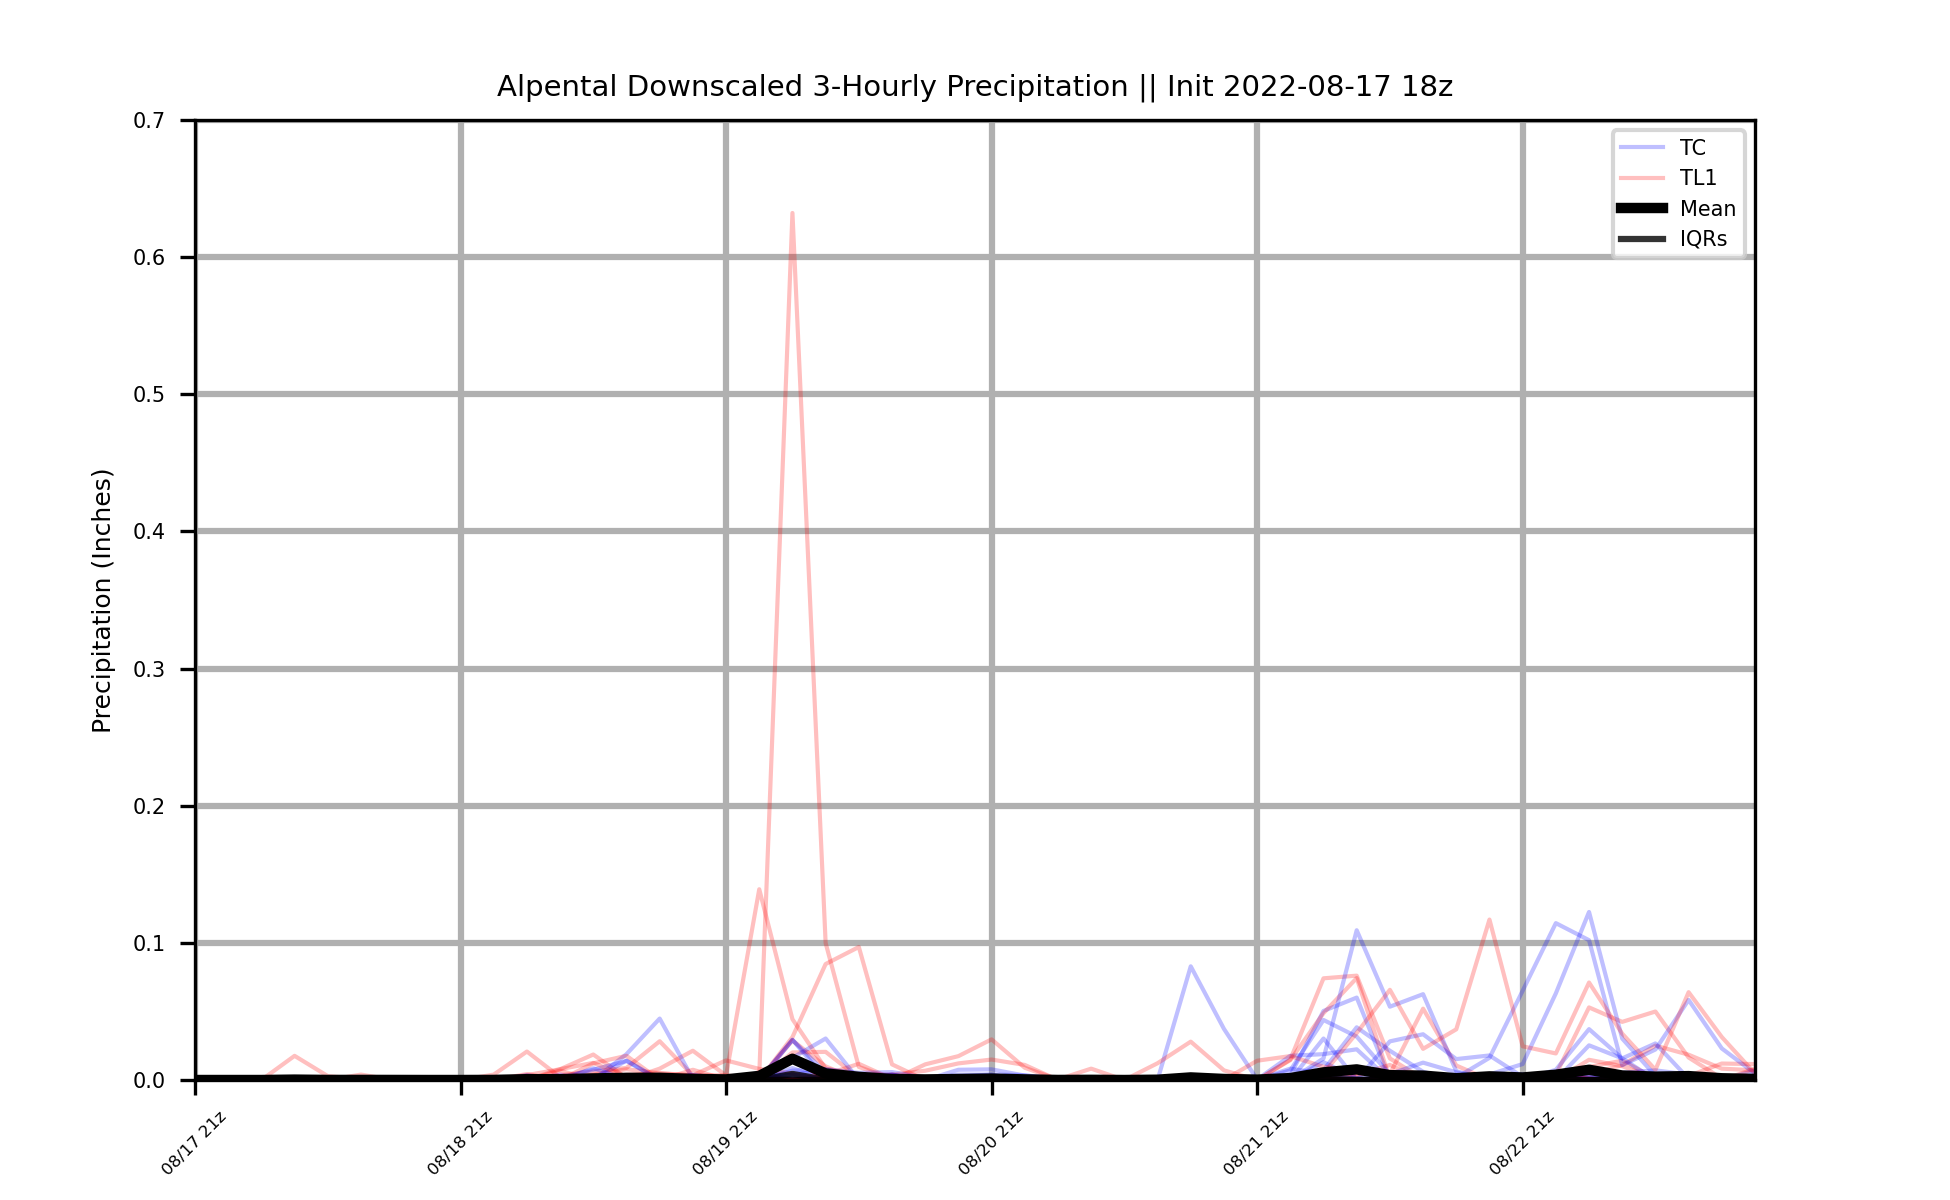 Alpental Downscaled 3-Hourly Precipitation || Init 2022-08-17 18z
TC
TL1
Mean
IQRs
Precipitation (Inches)
0.7
0.6
0.5
0.4
0.3
0.2
0.1
0.0
08/17 21z
08/18 21z
08/19 21z
08/20 21z
08/21 21z
08/22 21z